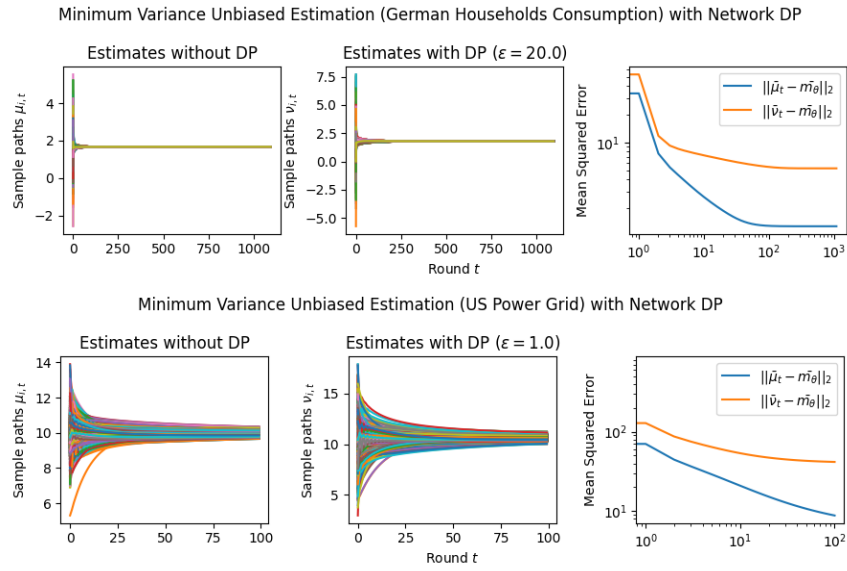 Minimum Variance Unbiased Estimation (German Households Consumption) with Network DP
Estimates without DP
Estimates with DP (ε = 20.0)
Sample paths μ_{i,t}
4
2
0
−2
0
250
500
750
1000
Sample paths ν_{i,t}
7.5
5.0
2.5
0.0
−2.5
−5.0
0
250
500
750
1000
Round t
Mean Squared Error
10^1
||μ̄_t − m̄_θ||_2
||ν̄_t − m̄_θ||_2
10^0
10^1
10^2
10^3
Minimum Variance Unbiased Estimation (US Power Grid) with Network DP
Estimates without DP
Estimates with DP (ε = 1.0)
Sample paths μ_{i,t}
14
12
10
8
6
0
25
50
75
100
Sample paths ν_{i,t}
15
10
5
0
25
50
75
100
Round t
Mean Squared Error
10^2
10^1
||μ̄_t − m̄_θ||_2
||ν̄_t − m̄_θ||_2
10^0
10^1
10^2